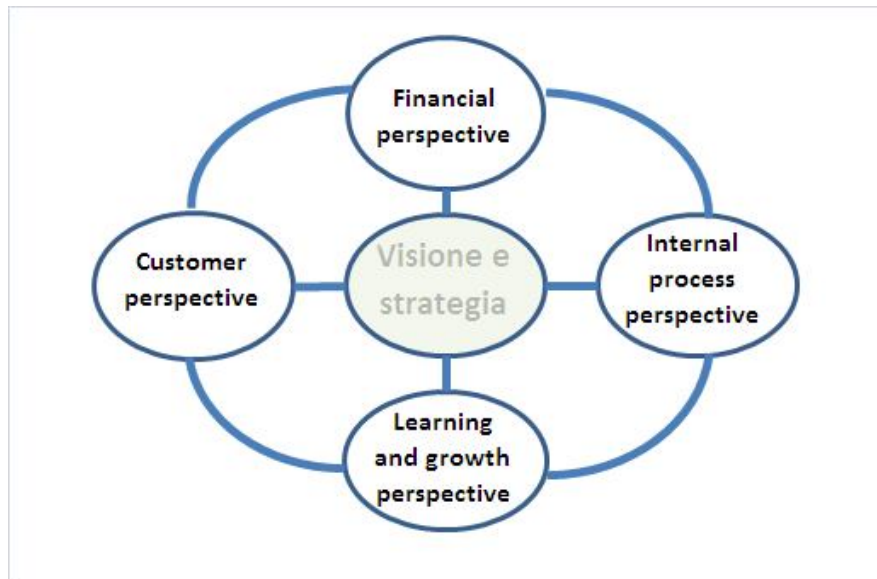 Financial
perspective
Customer
perspective
Visione e
strategia
Internal
process
perspective
Learning
and growth
perspective